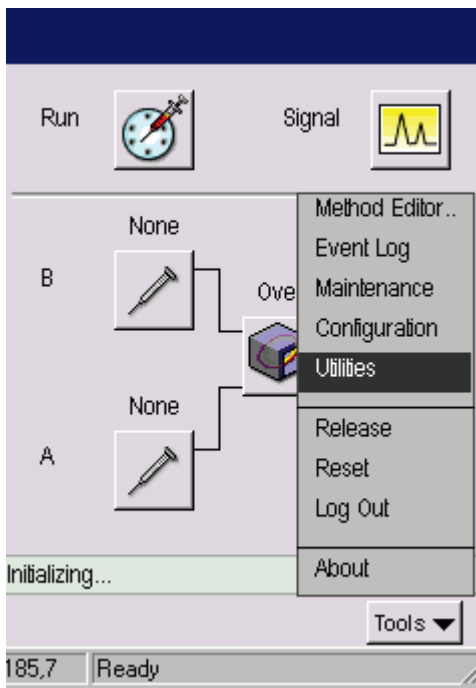 Run
Signal
None
B
Method Editor..
Event Log
Maintenance
Configuration
Utilities
Release
Reset
Log Out
About
Ove
None
A
Initializing...
Tools
185,7
Ready